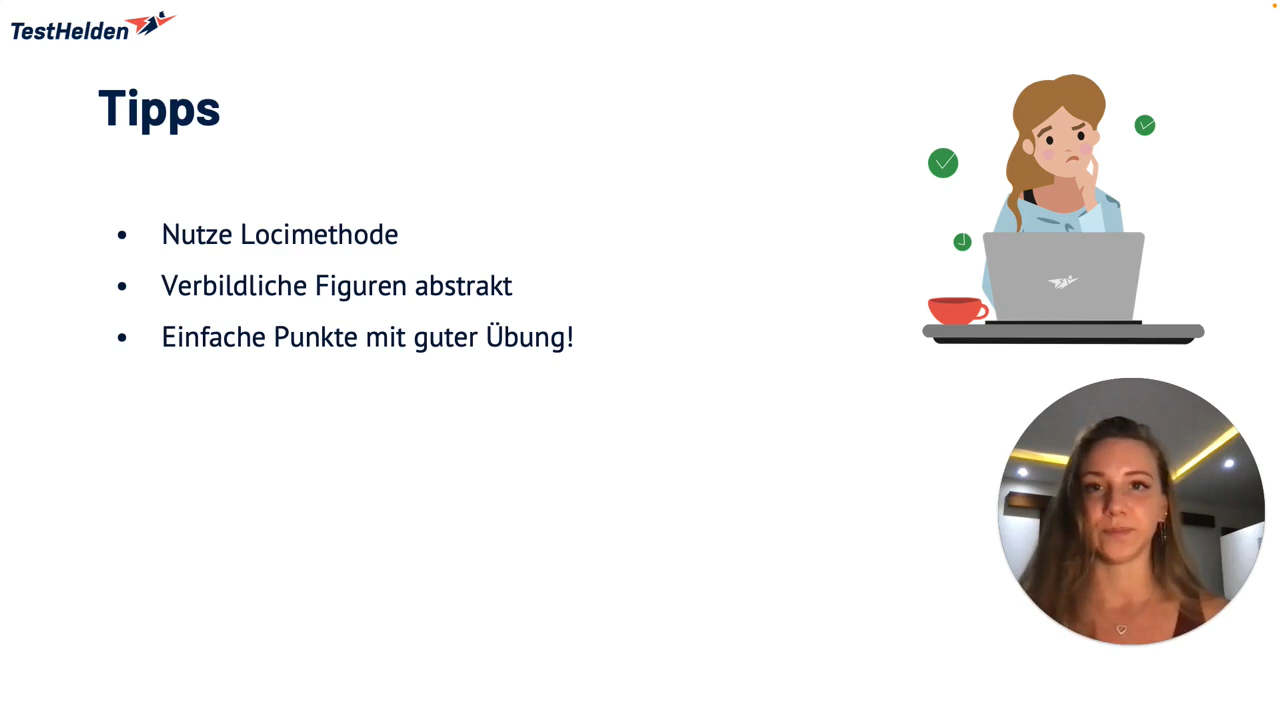 TestHelden
Tipps
• Nutze Locimethode
• Verbildliche Figuren abstrakt
• Einfache Punkte mit guter Übung!